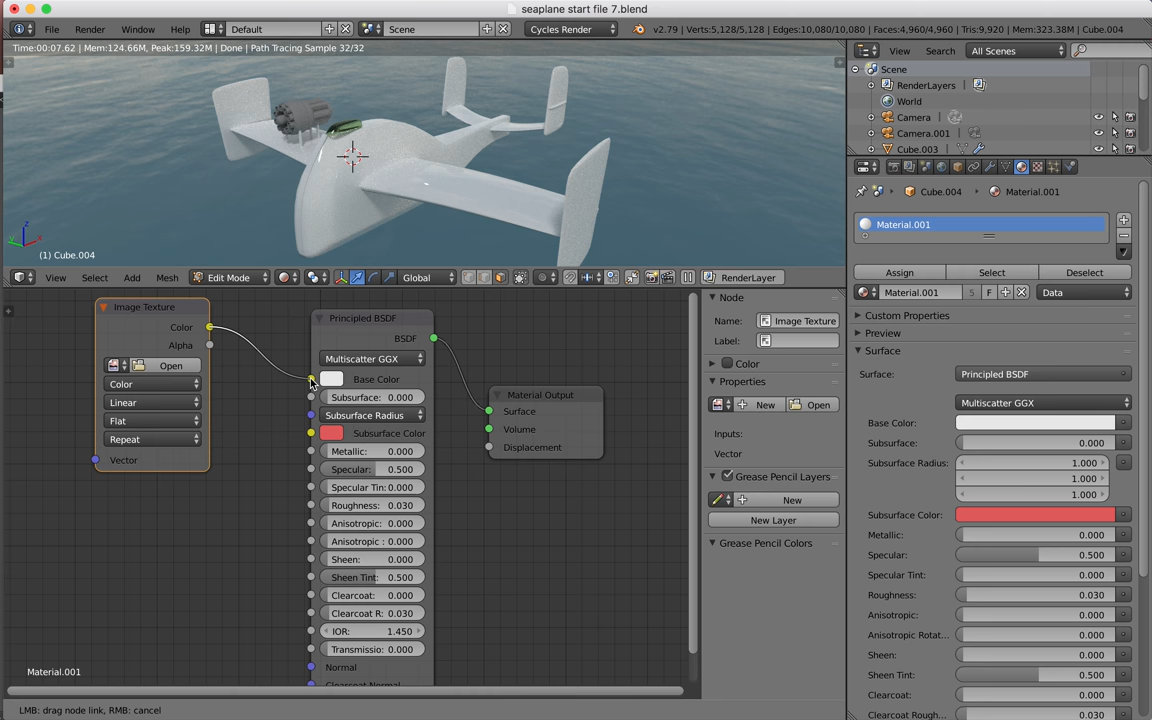 seaplane start file 7.blend
File Render Window Help Default Scene Cycles Render v2.79 | Verts:5,128/5,128 | Edges:10,080/10,080 | Faces:4,960/4,960 | Tris:9,920 | Mem:323.38M | Cube.004
Time:00:07.62 | Mem:124.66M, Peak:159.32M | Done | Path Tracing Sample 32/32
View Search All Scenes
Scene
RenderLayers
World
Camera
Camera.001
Cube.003
Z
(1) Cube.004
View Select Add Mesh Edit Mode Global RenderLayer
Image Texture
Color
Alpha
Open
Color
Linear
Flat
Repeat
Vector
Principled BSDF
BSDF
Multiscatter GGX
Base Color
Subsurface: 0.000
Subsurface Radius
Subsurface Color
Metallic: 0.000
Specular: 0.500
Specular Tin: 0.000
Roughness: 0.030
Anisotropic: 0.000
Anisotropic : 0.000
Sheen: 0.000
Sheen Tint: 0.500
Clearcoat: 0.000
Clearcoat R: 0.030
IOR: 1.450
Transmissio: 0.000
Normal
Clearcoat Normal
Material Output
Surface
Volume
Displacement
Material.001
LMB: drag node link, RMB: cancel
Node
Name: Image Texture
Label:
Color
Properties
New Open
Inputs:
Vector
Grease Pencil Layers
New
New Layer
Grease Pencil Colors
Cube.004 Material.001
Material.001
Assign Select Deselect
Material.001 5 F Data
Custom Properties
Preview
Surface
Surface: Principled BSDF
Multiscatter GGX
Base Color:
Subsurface: 0.000
Subsurface Radius: 1.000
1.000
1.000
Subsurface Color:
Metallic: 0.000
Specular: 0.500
Specular Tint: 0.000
Roughness: 0.030
Anisotropic: 0.000
Anisotropic Rotat... 0.000
Sheen: 0.000
Sheen Tint: 0.500
Clearcoat: 0.000
Clearcoat Rough... 0.030